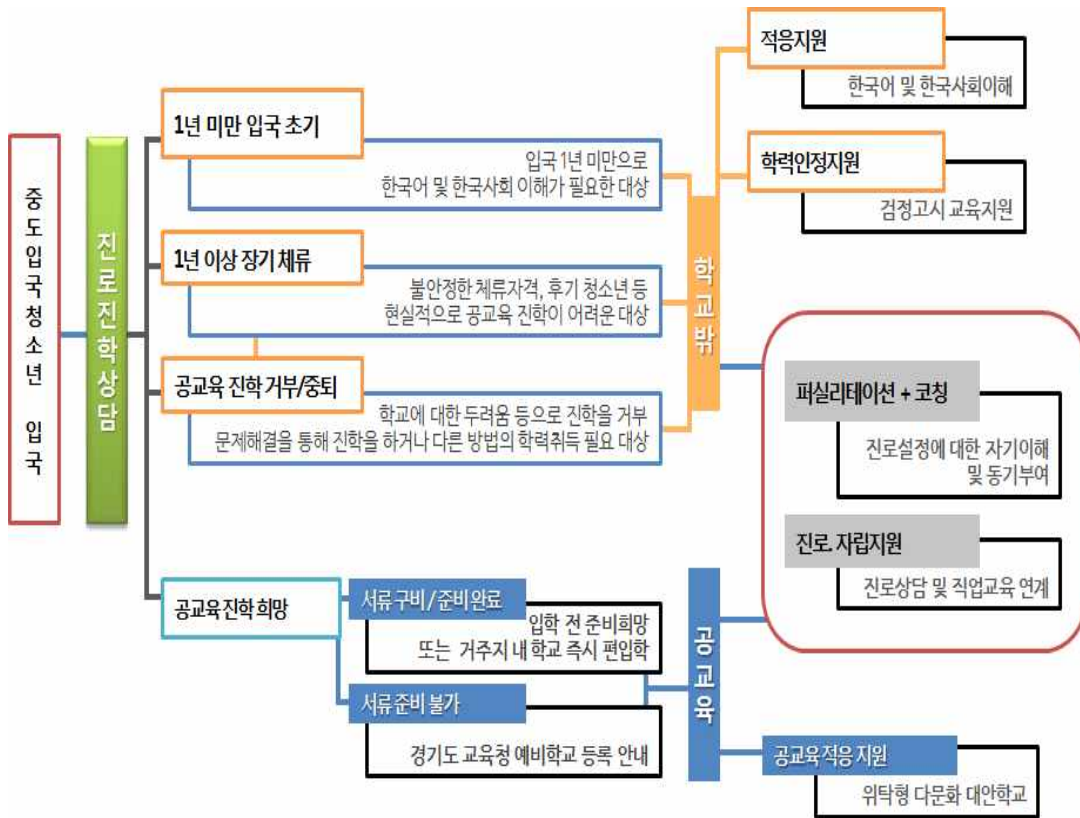 중도입국청소년 입국
진로진학상담
1년 미만 입국 초기
입국 1년 미만으로
한국어 및 한국사회 이해가 필요한 대상
1년 이상 장기 체류
불안정한 체류자격, 후기 청소년 등
현실적으로 공교육 진학이 어려운 대상
공교육 진학 거부/중퇴
학교에 대한 두려움 등으로 진학을 거부
문제해결을 통해 진학을 하거나 다른 방법의 학력취득 필요 대상
공교육 진학 희망
서류 구비 / 준비 완료
입학 전 준비희망
또는 거주지 내 학교 즉시 편입학
서류 준비 불가
경기도 교육청 예비학교 등록 안내
학교밖
공교육
적응지원
한국어 및 한국사회이해
학력인정지원
검정고시 교육지원
퍼실리테이션 + 코칭
진로설정에 대한 자기이해
및 동기부여
진로.자립지원
진로상담 및 직업교육 연계
공교육 적응 지원
위탁형 다문화 대안학교